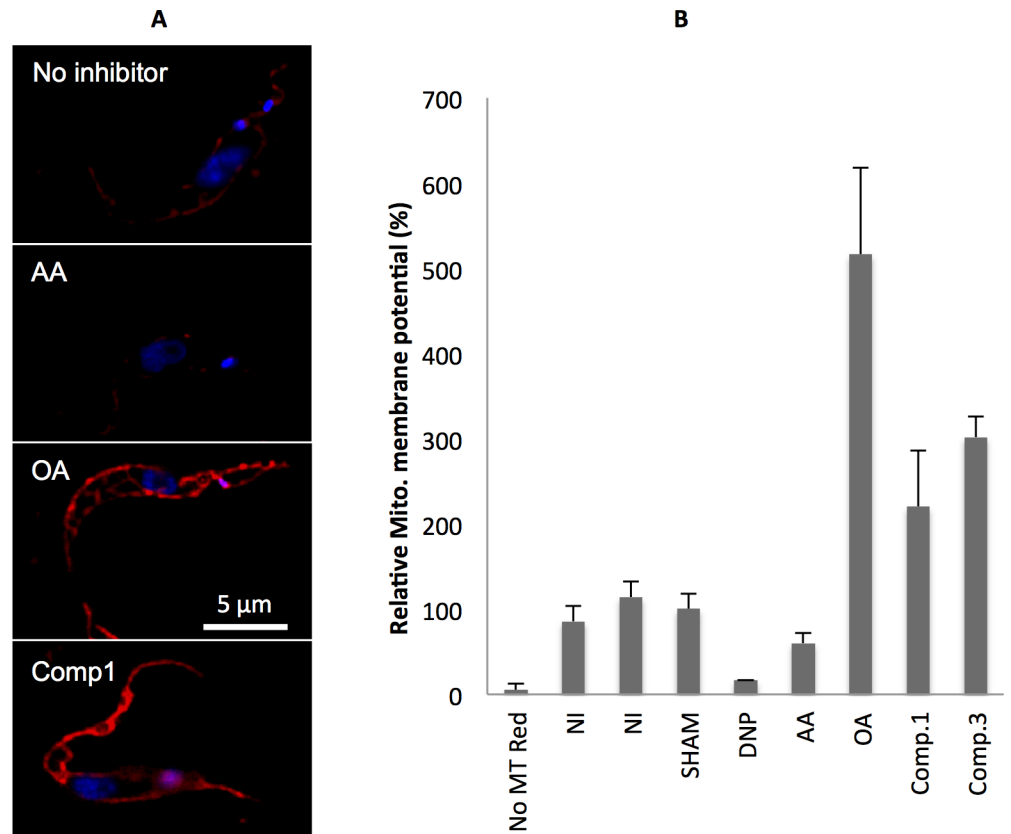 A
No inhibitor
AA
OA
5 µm
Comp1
B
Relative Mito. membrane potential (%)
700
600
500
400
300
200
100
0
No MT Red
NI
NI
SHAM
DNP
AA
OA
Comp.1
Comp.3